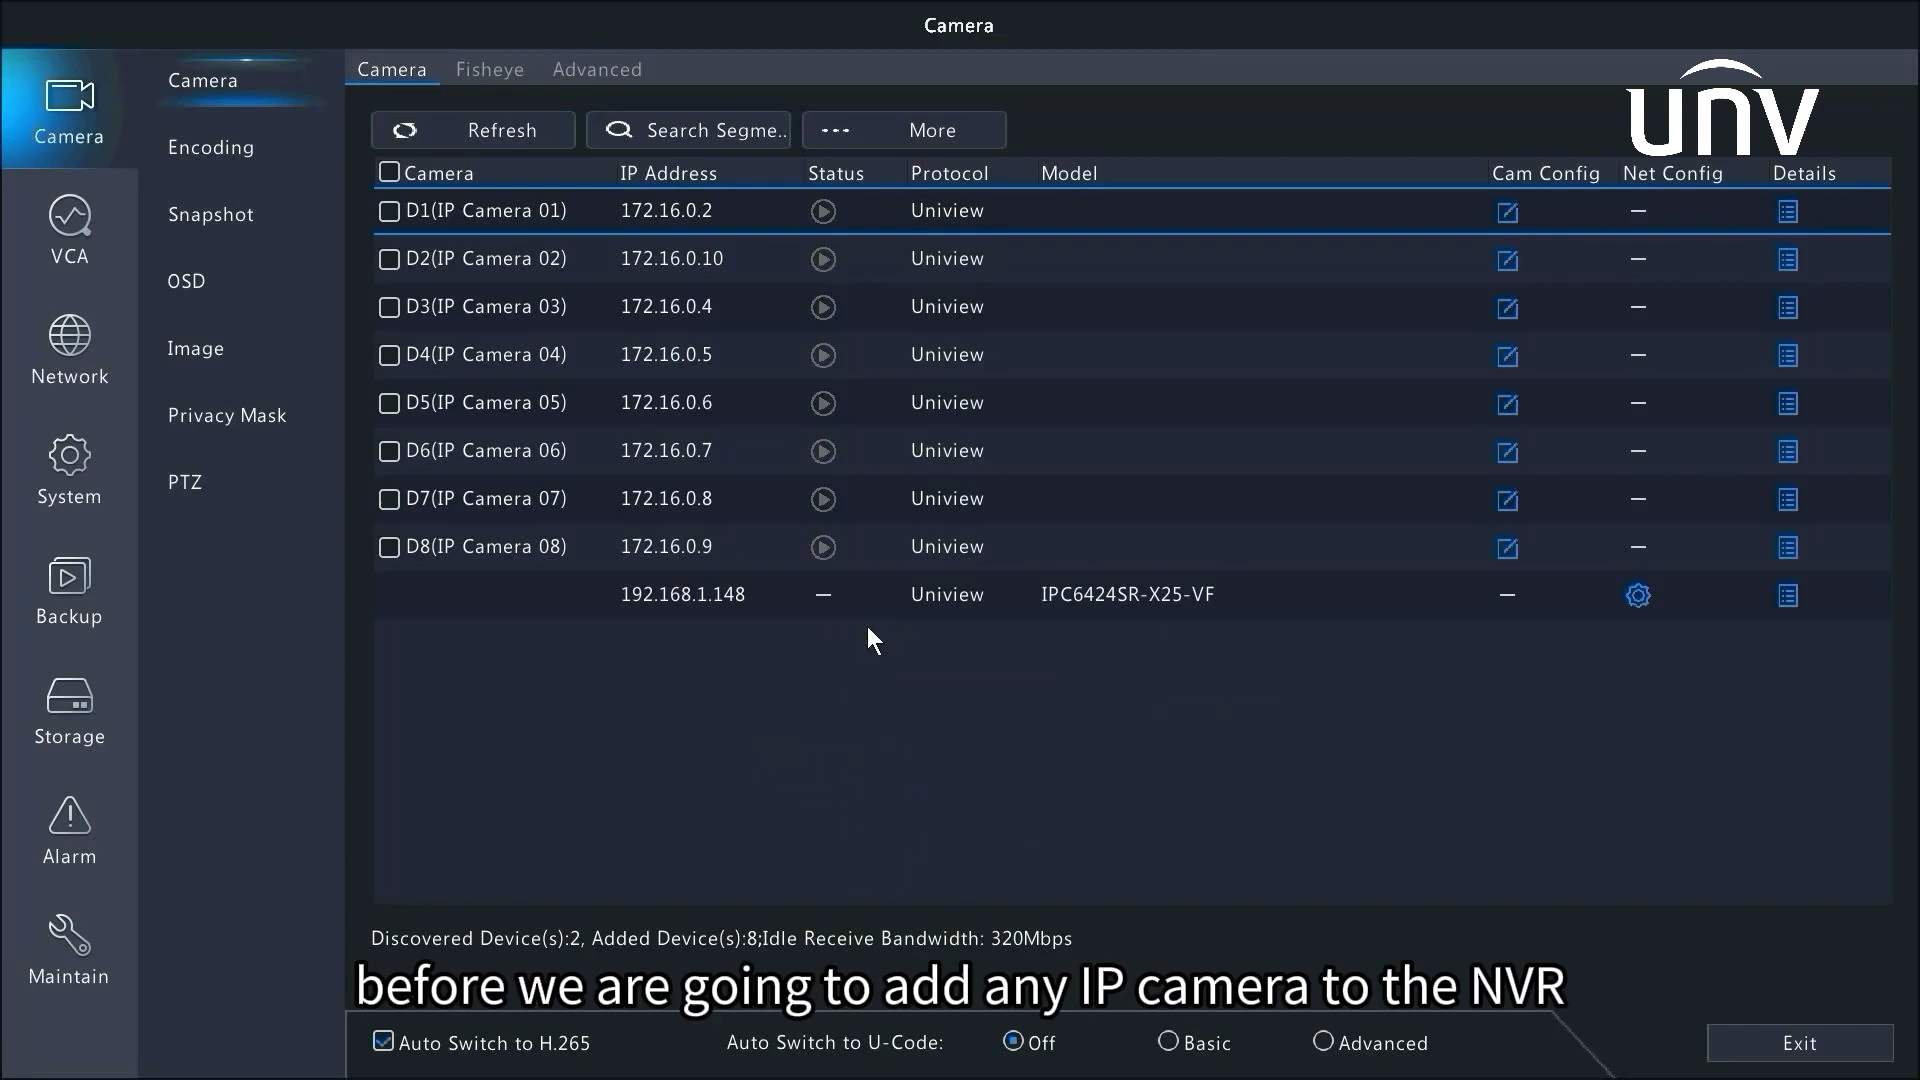 Camera
unv
Camera
VCA
Network
System
Backup
Storage
Alarm
Maintain
Camera
Encoding
Snapshot
OSD
Image
Privacy Mask
PTZ
Camera Fisheye Advanced
Refresh Search Segme.. More
Camera IP Address Status Protocol Model Cam Config Net Config Details
D1(IP Camera 01) 172.16.0.2 Uniview —
D2(IP Camera 02) 172.16.0.10 Uniview —
D3(IP Camera 03) 172.16.0.4 Uniview —
D4(IP Camera 04) 172.16.0.5 Uniview —
D5(IP Camera 05) 172.16.0.6 Uniview —
D6(IP Camera 06) 172.16.0.7 Uniview —
D7(IP Camera 07) 172.16.0.8 Uniview —
D8(IP Camera 08) 172.16.0.9 Uniview —
192.168.1.148 — Uniview IPC6424SR-X25-VF —
Discovered Device(s):2, Added Device(s):8;Idle Receive Bandwidth: 320Mbps
before we are going to add any IP camera to the NVR
Auto Switch to H.265 Auto Switch to U-Code: Off Basic Advanced Exit